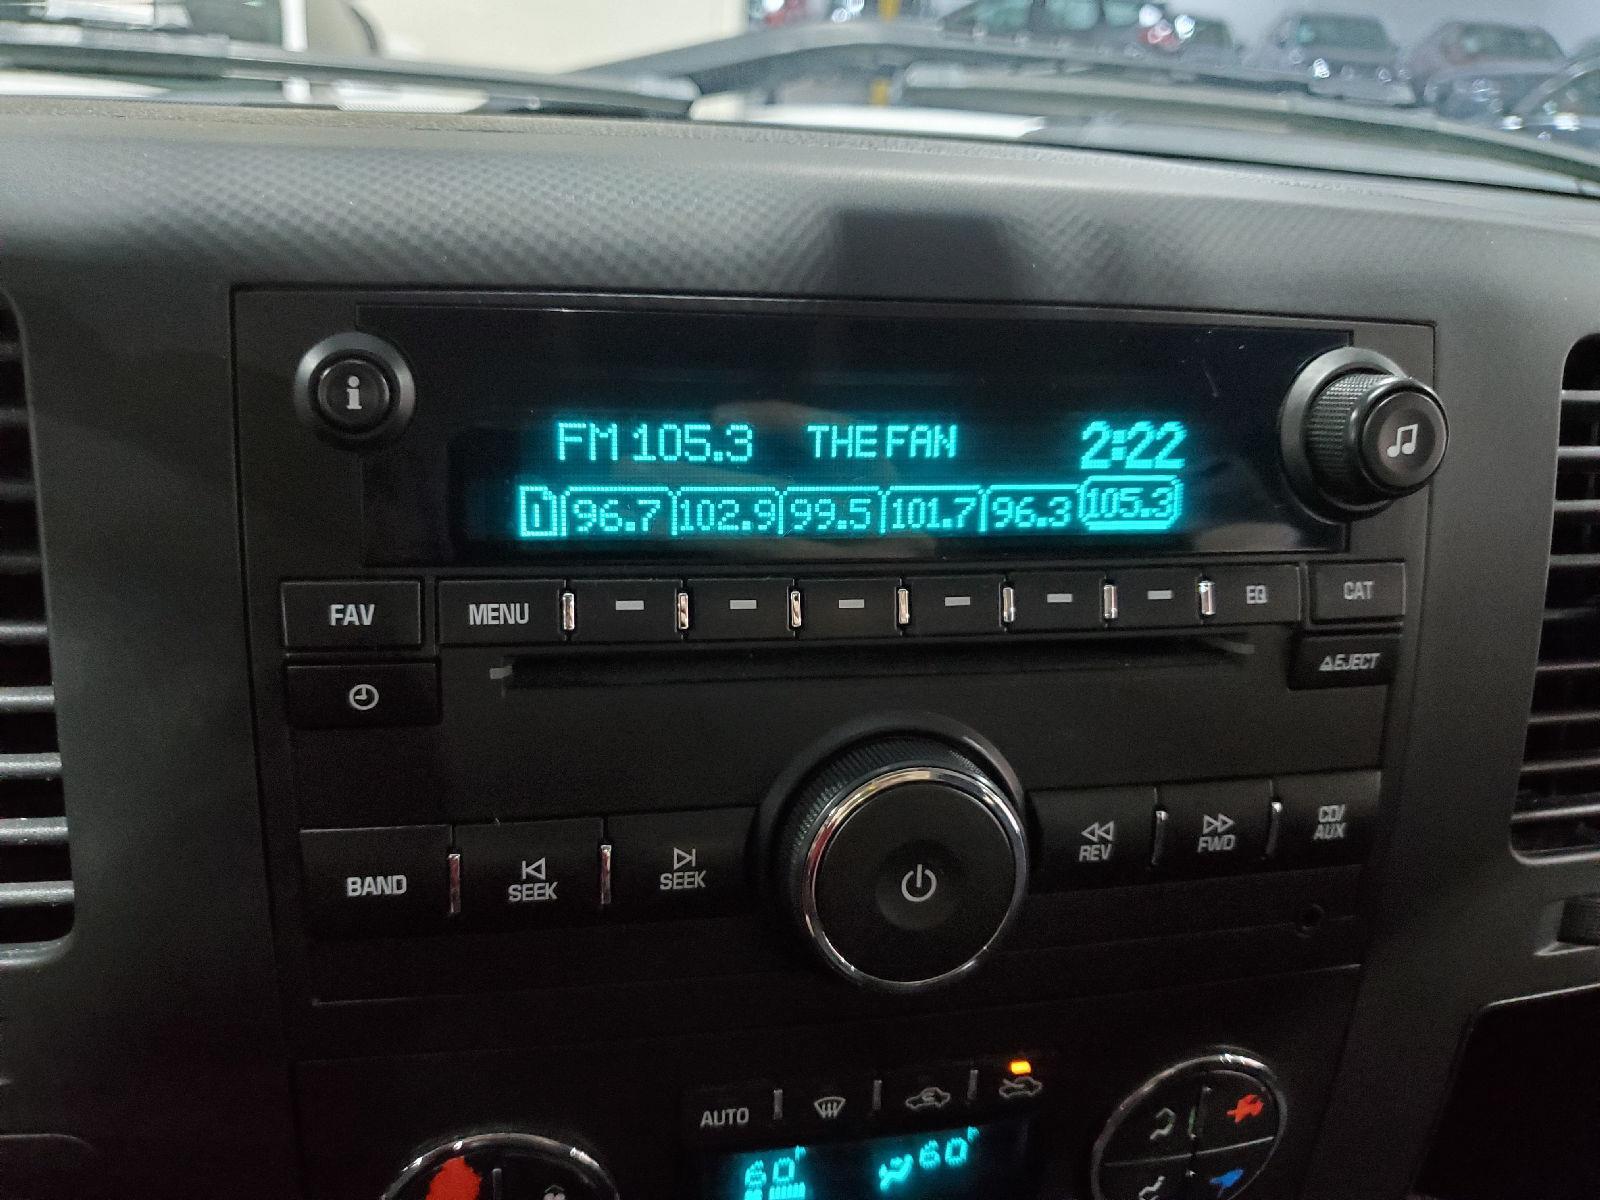 FM 105.3 THE FAN 2:22
1 96.7 102.9 99.5 101.7 96.3 105.3
FAV MENU EQ CAT
EJECT
BAND SEEK SEEK REV FWD CD/
AUX
AUTO
60° 60°